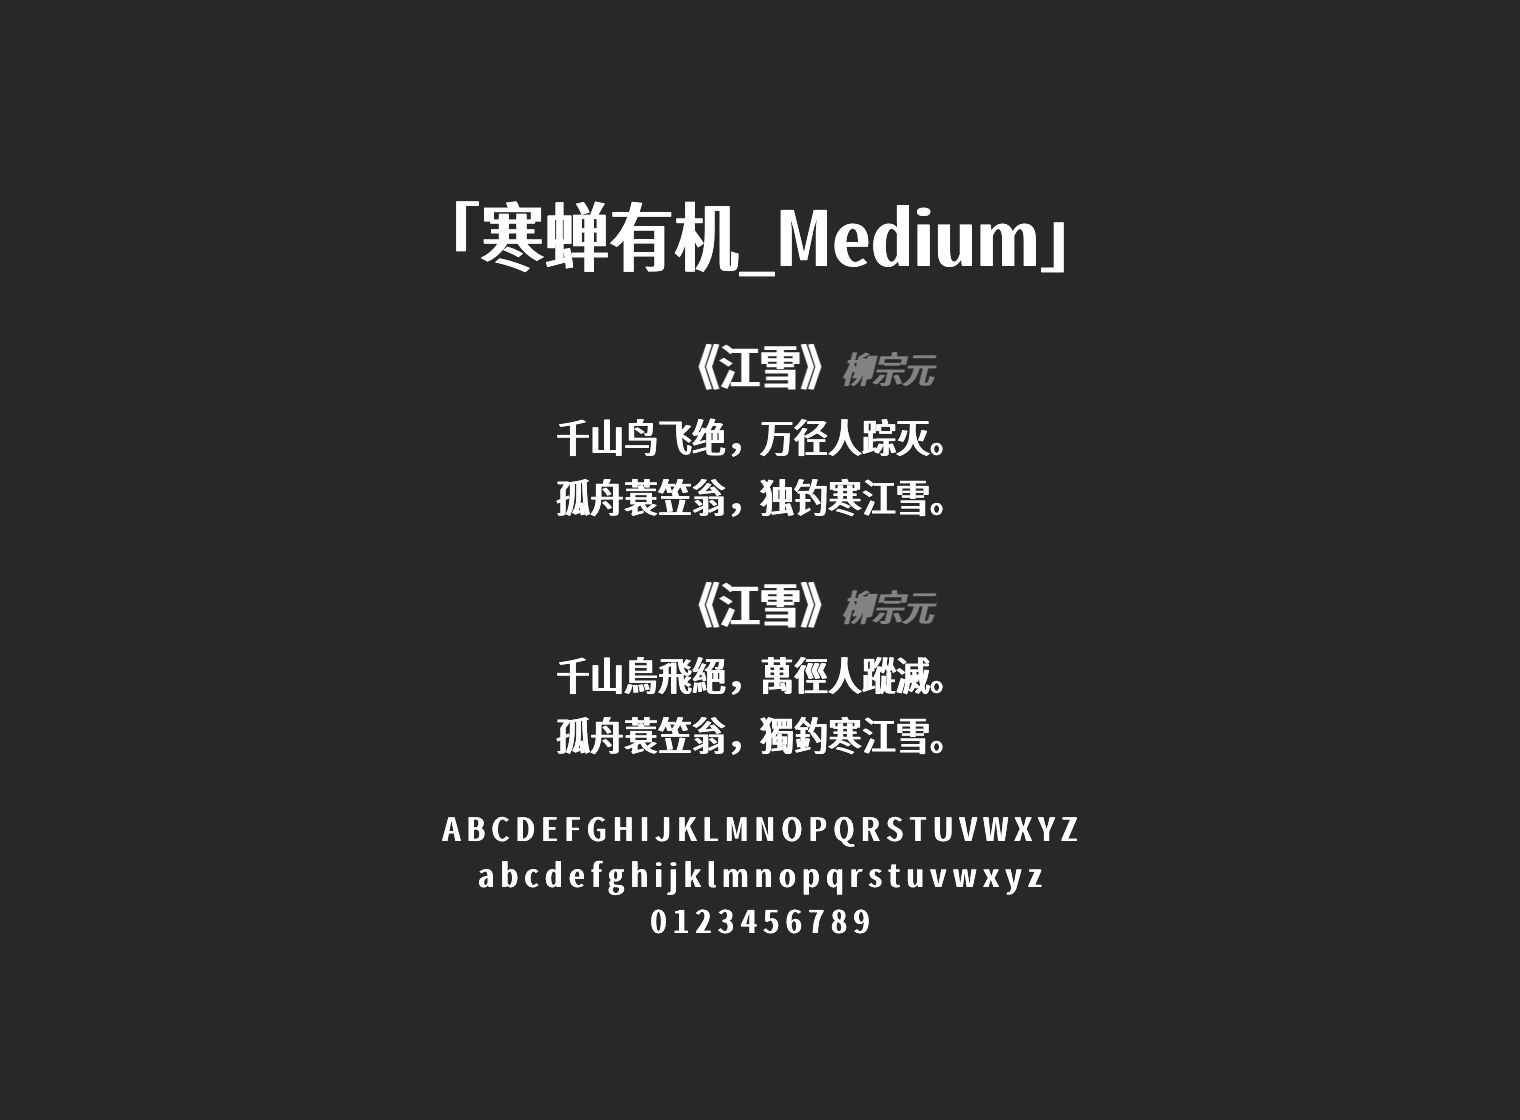 「寒蝉有机_Medium」
《江雪》 柳宗元
千山鸟飞绝，万径人踪灭。
孤舟蓑笠翁，独钓寒江雪。
《江雪》 柳宗元
千山鳥飛絕，萬徑人蹤滅。
孤舟蓑笠翁，獨釣寒江雪。
ABCDEFGHIJKLMNOPQRSTUVWXYZ
abcdefghijklmnopqrstuvwxyz
0123456789